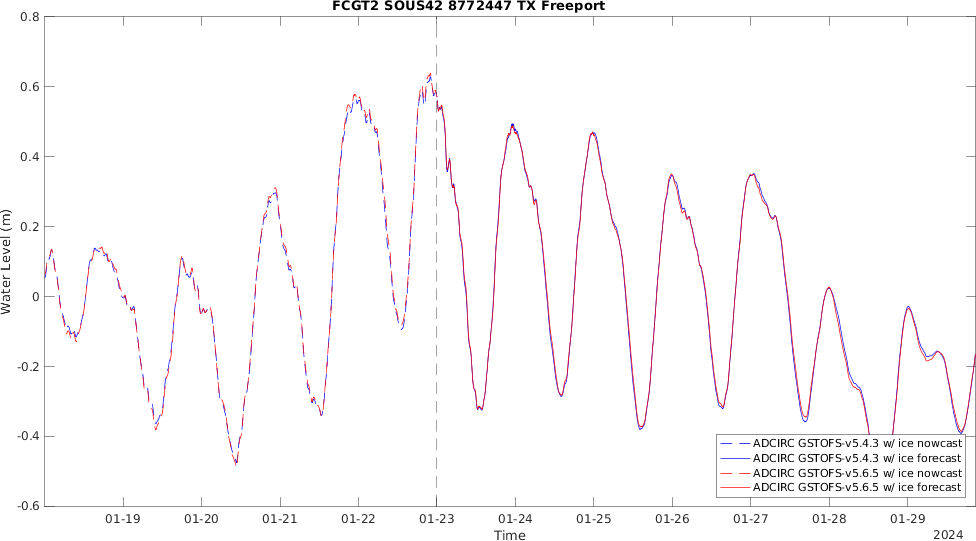 FCGT2 SOUS42 8772447 TX Freeport
0.8
0.6
0.4
0.2
0
-0.2
-0.4
-0.6
Water Level (m)
ADCIRC GSTOFS-v5.4.3 w/ ice nowcast
ADCIRC GSTOFS-v5.4.3 w/ ice forecast
ADCIRC GSTOFS-v5.6.5 w/ ice nowcast
ADCIRC GSTOFS-v5.6.5 w/ ice forecast
01-19 01-20 01-21 01-22 01-23 01-24 01-25 01-26 01-27 01-28 01-29
Time
2024